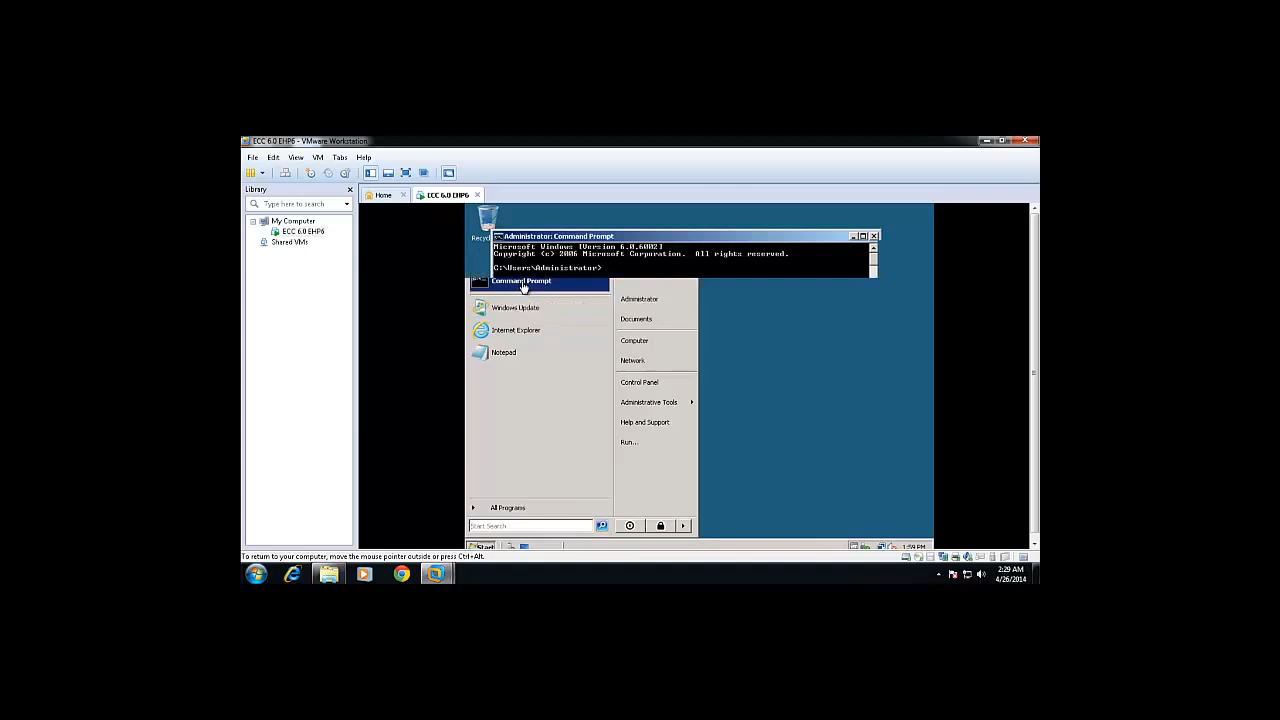 ECC 6.0 EHP6 - VMware Workstation
File Edit View VM Tabs Help
Library
Type here to search
My Computer
ECC 6.0 EHP6
Shared VMs
Home
ECC 6.0 EHP6
Administrator: Command Prompt
Microsoft Windows [Version 6.0.6002]
Copyright (c) 2006 Microsoft Corporation. All rights reserved.
C:\Users\Administrator>
Command Prompt
Windows Update
Internet Explorer
Notepad
All Programs
Start Search
Administrator
Documents
Computer
Network
Control Panel
Administrative Tools
Help and Support
Run...
Start
1:59 PM
To return to your computer, move the mouse pointer outside or press Ctrl+Alt.
2:29 AM
4/26/2014